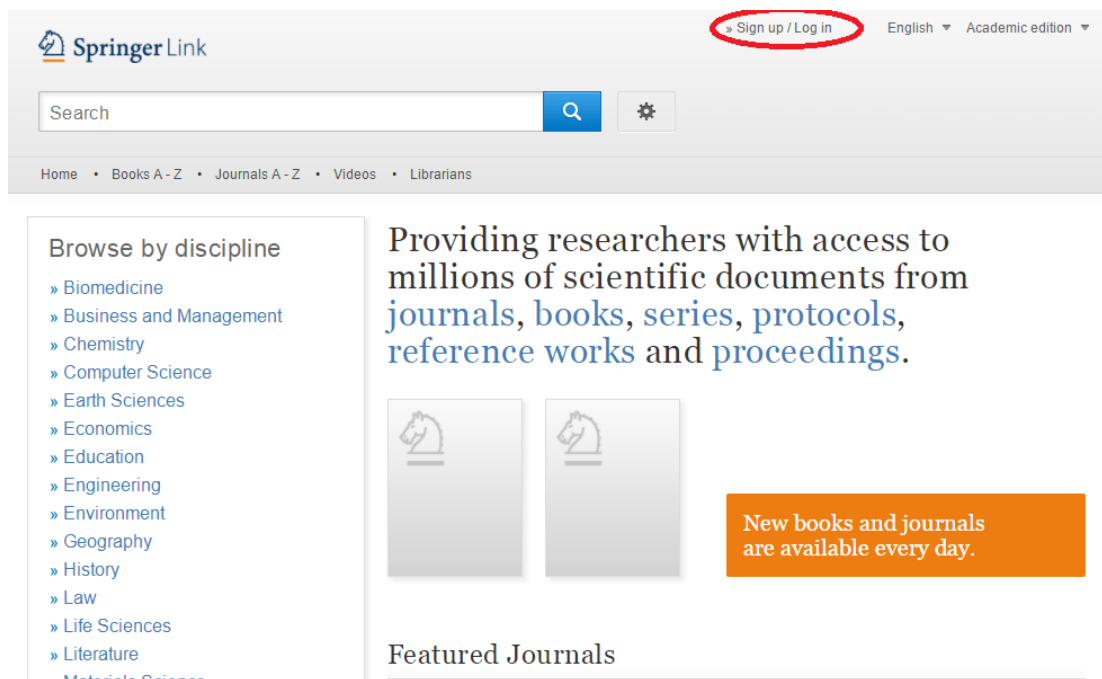 » Sign up / Log in English Academic edition
Springer Link
Search
Home • Books A - Z • Journals A - Z • Videos • Librarians
Browse by discipline
» Biomedicine
» Business and Management
» Chemistry
» Computer Science
» Earth Sciences
» Economics
» Education
» Engineering
» Environment
» Geography
» History
» Law
» Life Sciences
» Literature
Providing researchers with access to
millions of scientific documents from
journals, books, series, protocols,
reference works and proceedings.
New books and journals
are available every day.
Featured Journals